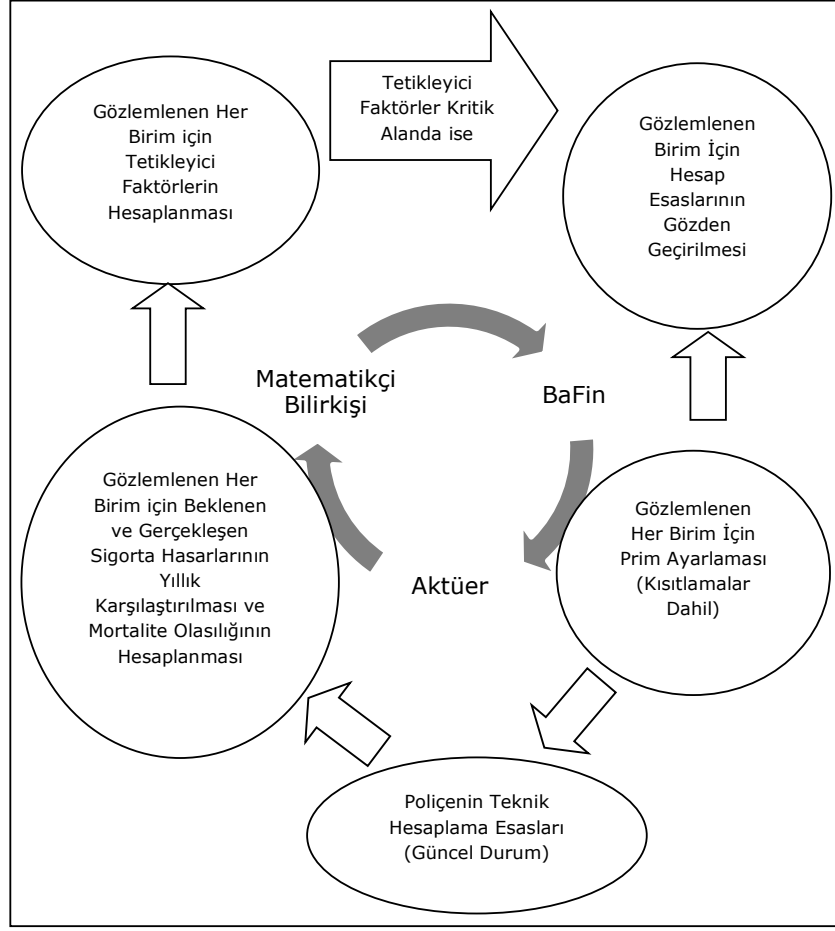 Gözlemlenen Her
Birim için
Tetikleyici
Faktörlerin
Hesaplanması
Tetikleyici
Faktörler Kritik
Alanda ise
Gözlemlenen
Birim İçin
Hesap
Esaslarının
Gözden
Geçirilmesi
Matematikçi
Bilirkişi
BaFin
Aktüer
Gözlemlenen Her
Birim için Beklenen
ve Gerçekleşen
Sigorta Hasarlarının
Yıllık
Karşılaştırılması ve
Mortalite Olasılığının
Hesaplanması
Gözlemlenen
Her Birim İçin
Prim Ayarlaması
(Kısıtlamalar
Dahil)
Poliçenin Teknik
Hesaplama Esasları
(Güncel Durum)